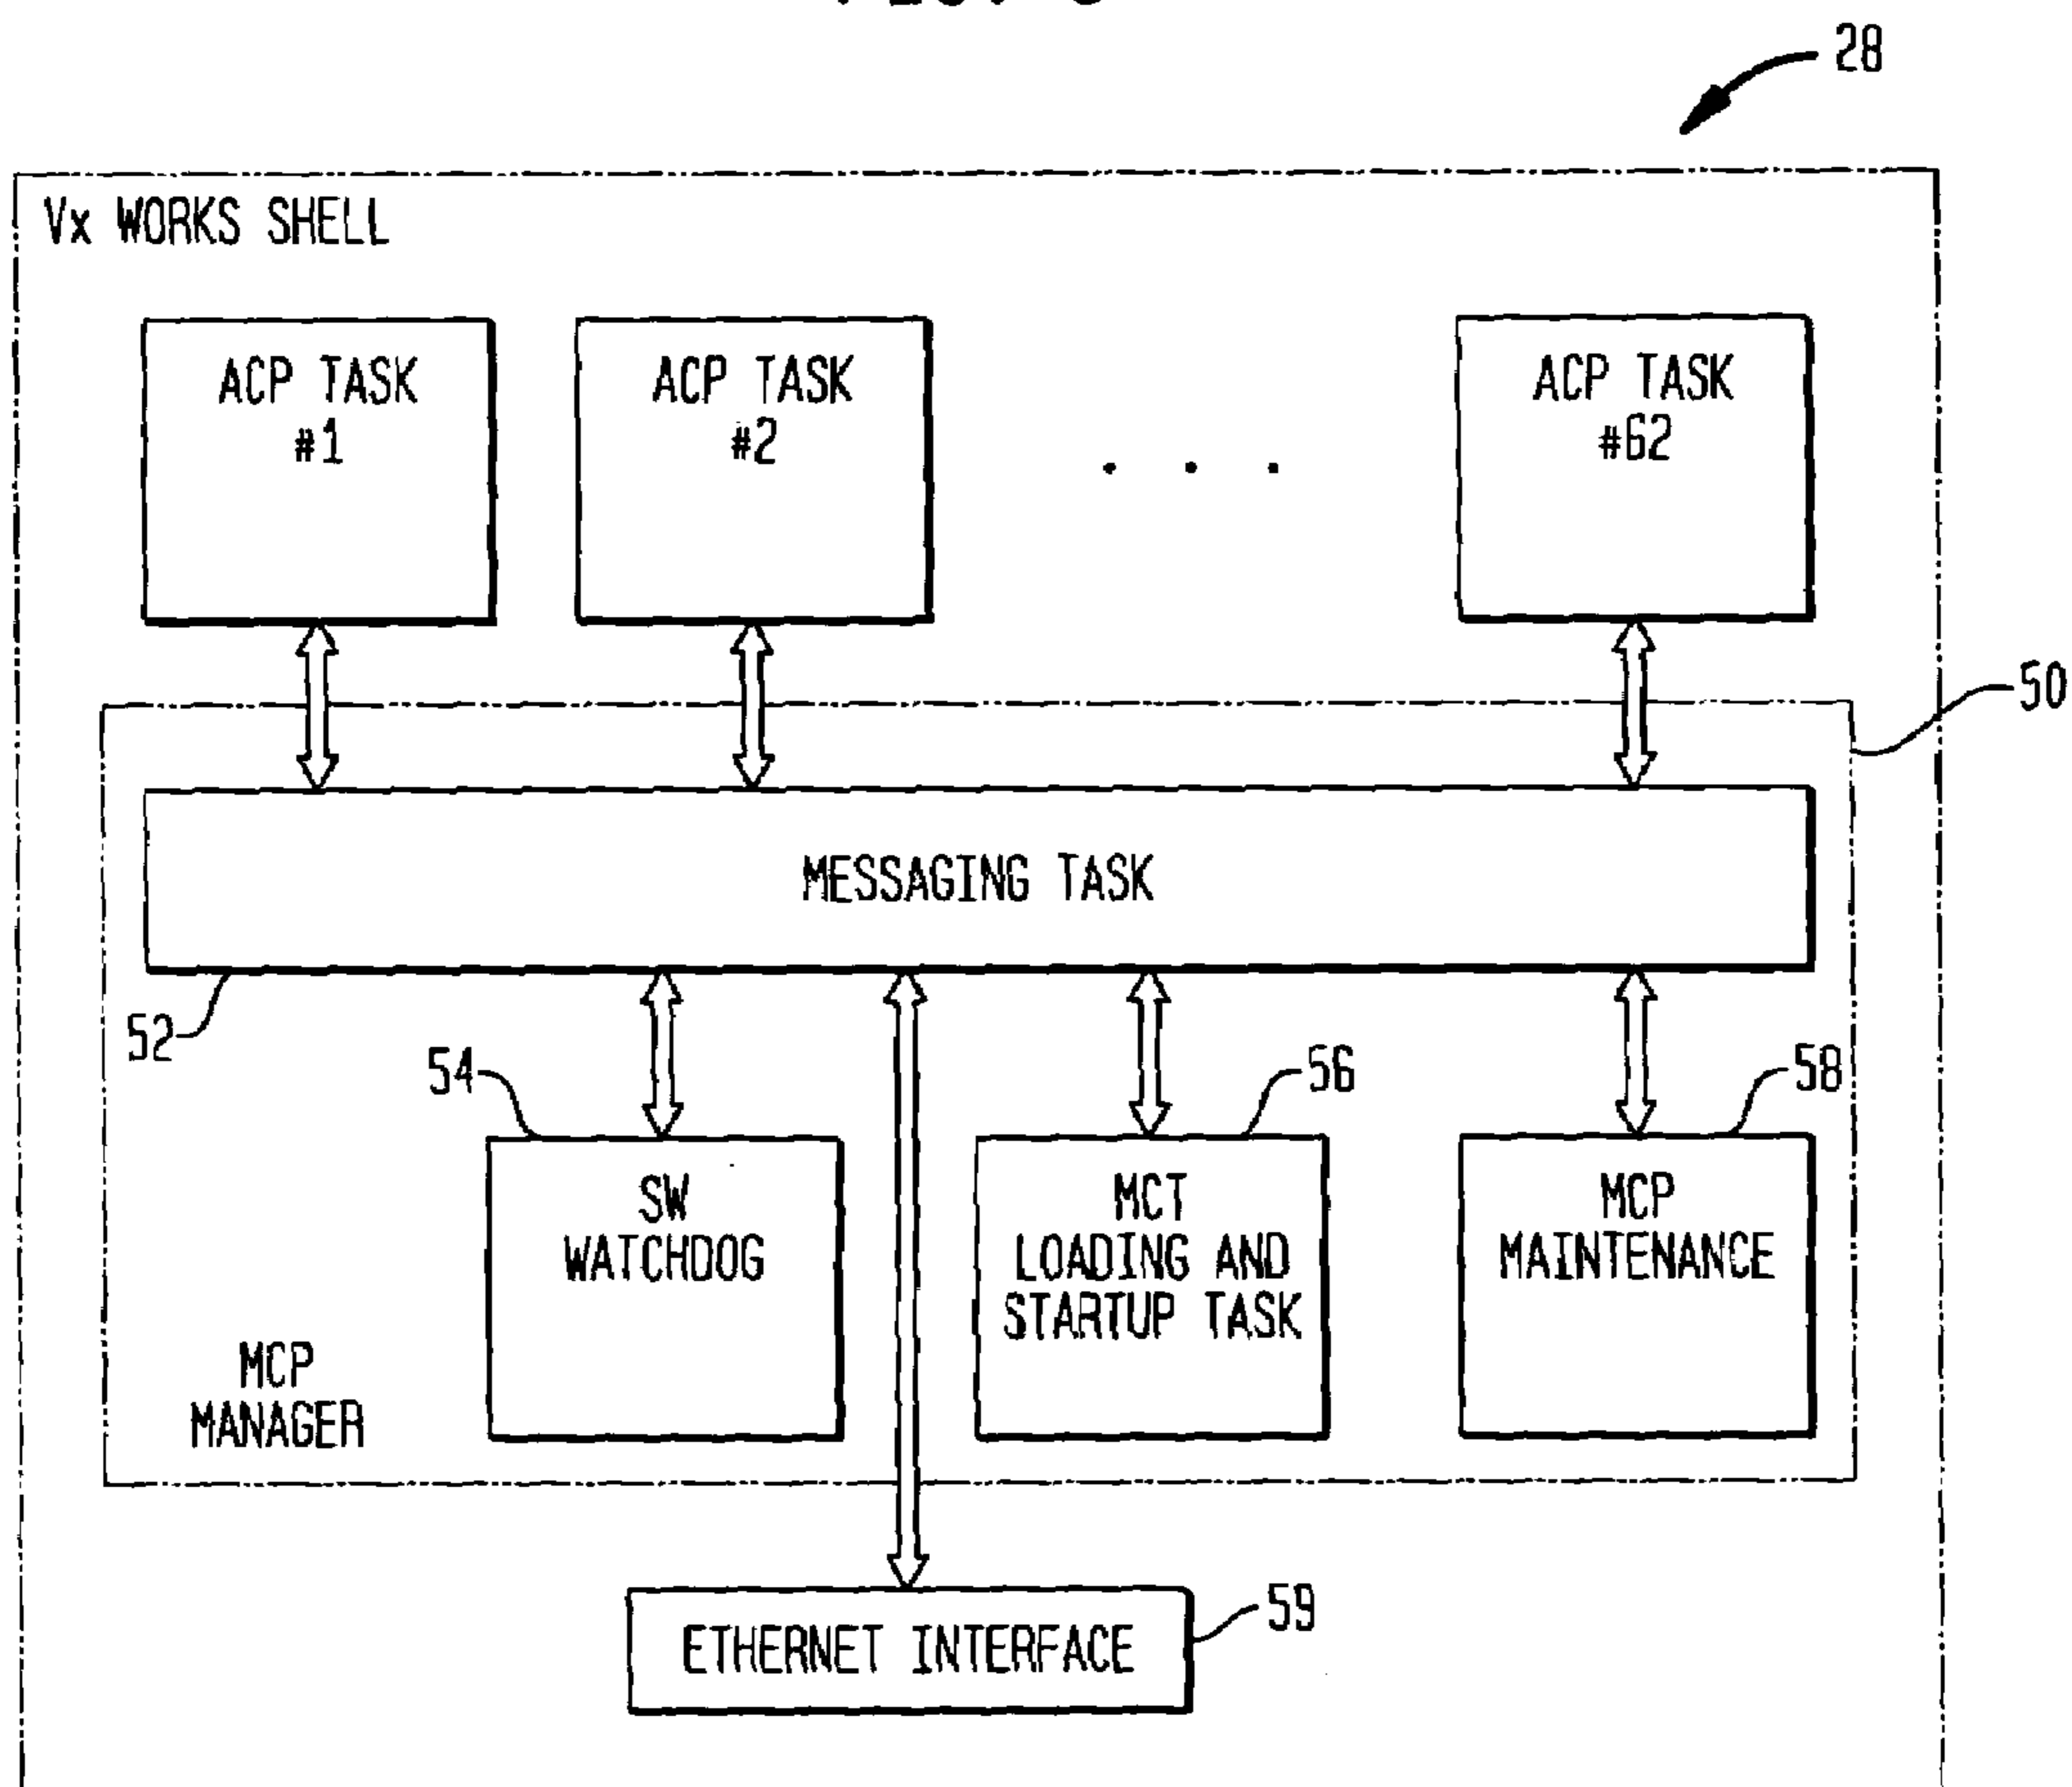 28
Vx WORKS SHELL
ACP TASK
#1
ACP TASK
#2
. . .
ACP TASK
#62
50
MESSAGING TASK
52
54
56
58
SW
WATCHDOG
MCT
LOADING AND
STARTUP TASK
MCP
MAINTENANCE
MCP
MANAGER
59
ETHERNET INTERFACE